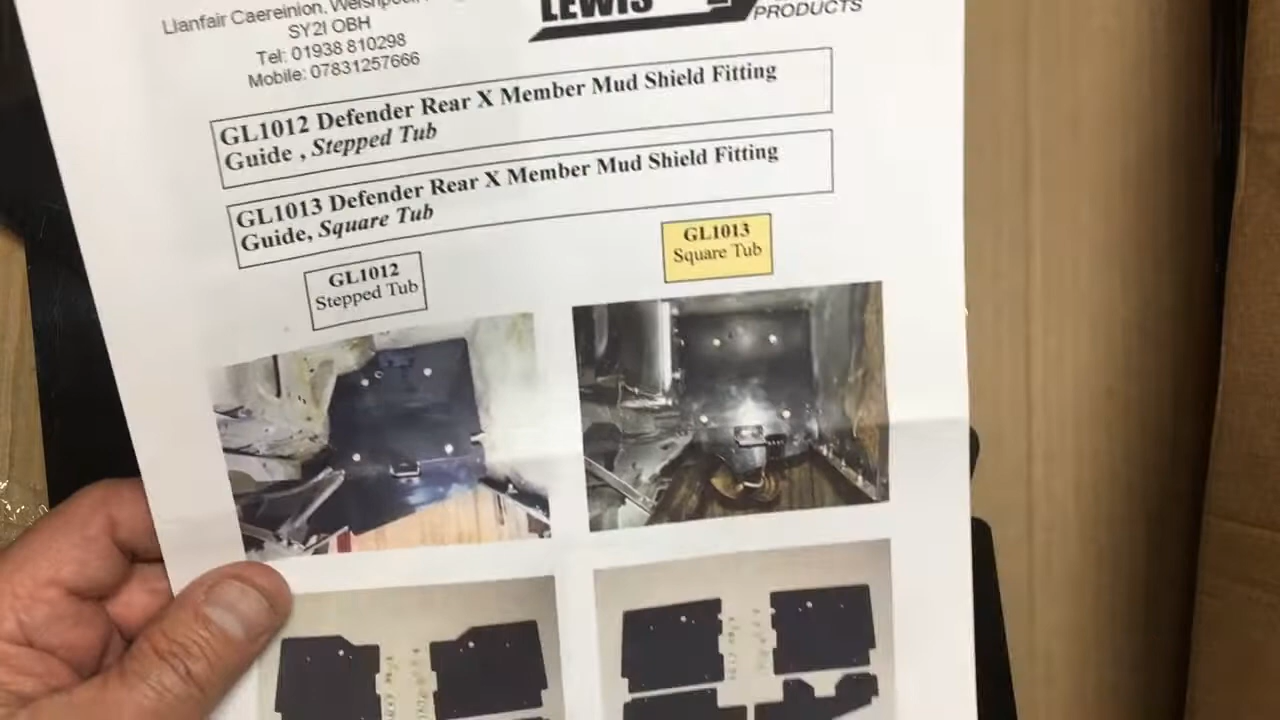 Llanfair Caereinion, Welshpool,
SY21 0BH
Tel: 01938 810298
Mobile: 07831257666
LEWIS
PRODUCTS
GL1012 Defender Rear X Member Mud Shield Fitting
Guide , Stepped Tub
GL1013 Defender Rear X Member Mud Shield Fitting
Guide, Square Tub
GL1012
Stepped Tub
GL1013
Square Tub